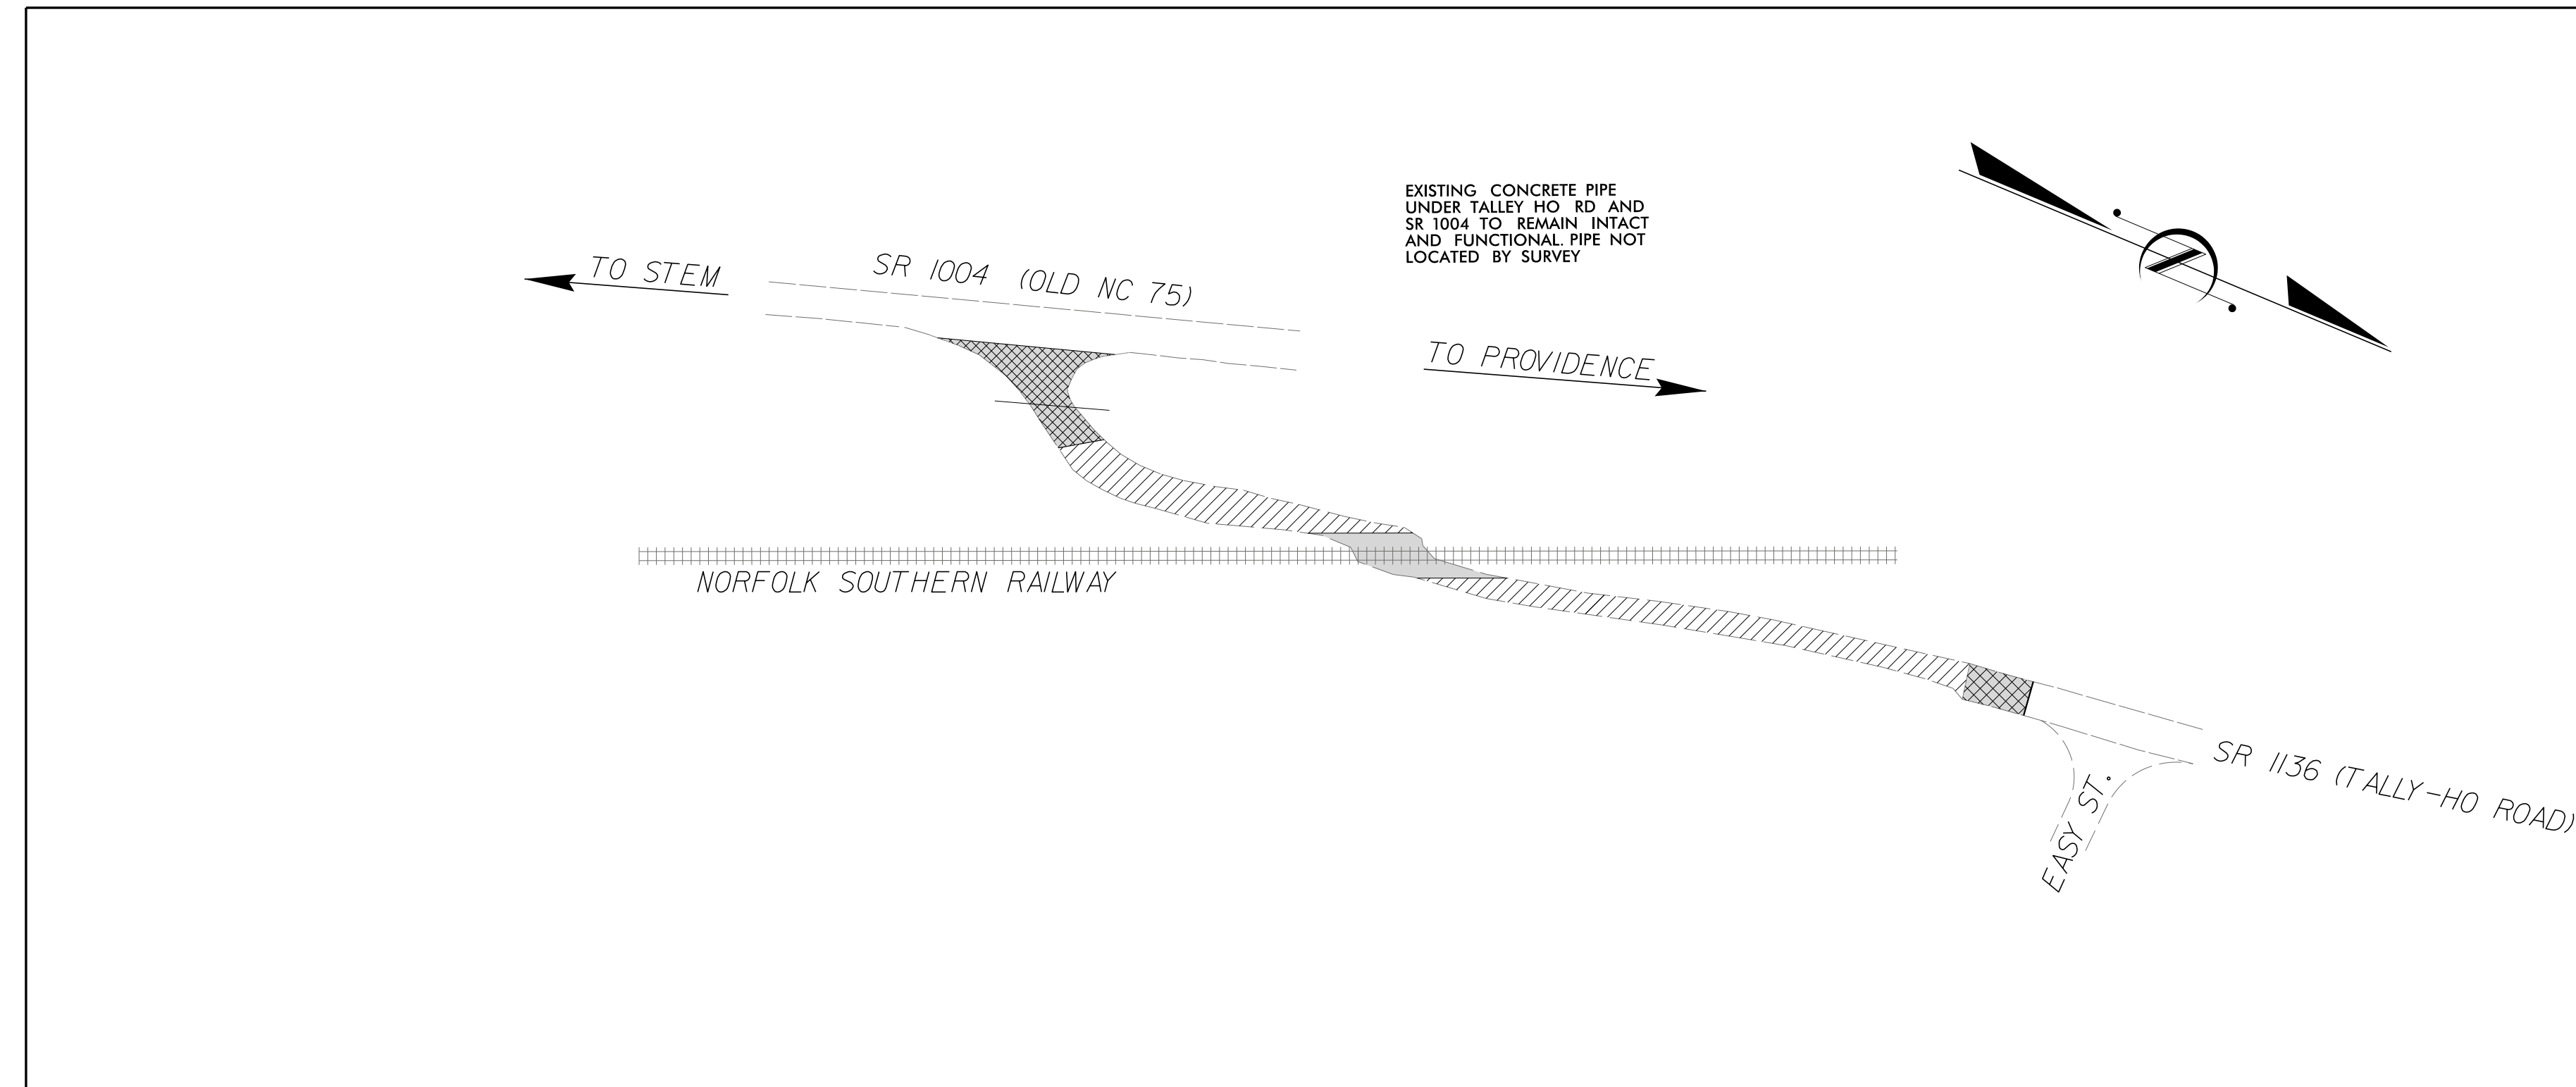 EXISTING CONCRETE PIPE
UNDER TALLEY HO RD AND
SR 1004 TO REMAIN INTACT
AND FUNCTIONAL. PIPE NOT
LOCATED BY SURVEY
TO STEM
SR 1004 (OLD NC 75)
TO PROVIDENCE
NORFOLK SOUTHERN RAILWAY
SR 1136 (TALLY-HO ROAD)
EASY ST.